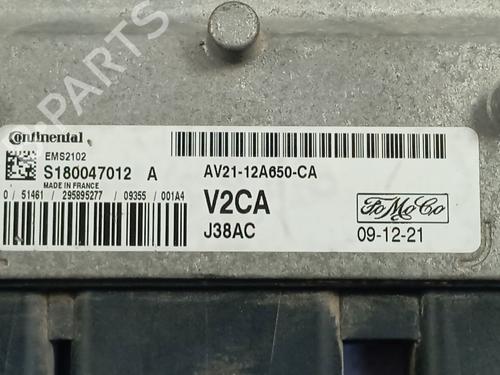 B-PARTS
Continental
EMS2102
S180047012 A
MADE IN FRANCE
0 / 51461 / 295895277 / 09355 / 001A4
AV21-12A650-CA
V2CA
J38AC
FoMoCo
09-12-21